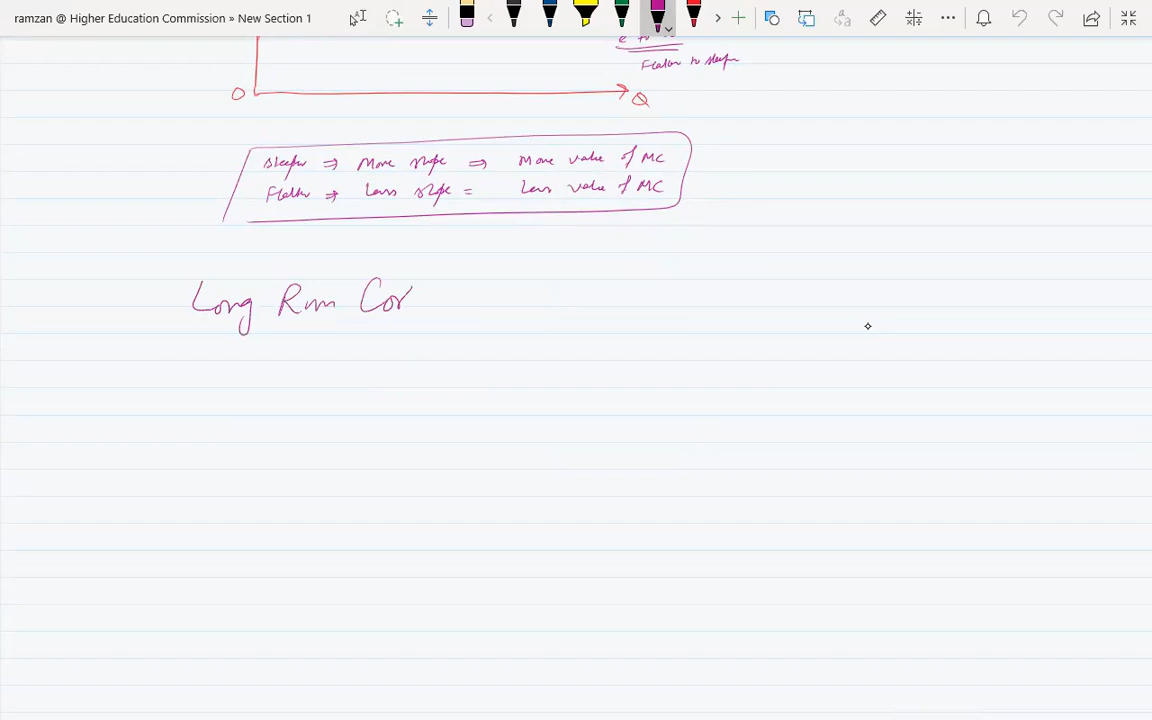 ramzan @ Higher Education Commission » New Section 1
Flatter to steeper
O
Q
Steeper ⇒ More slope ⇒ More value of MC
Flatter ⇒ Less slope = Less value of MC
Long Run Cos